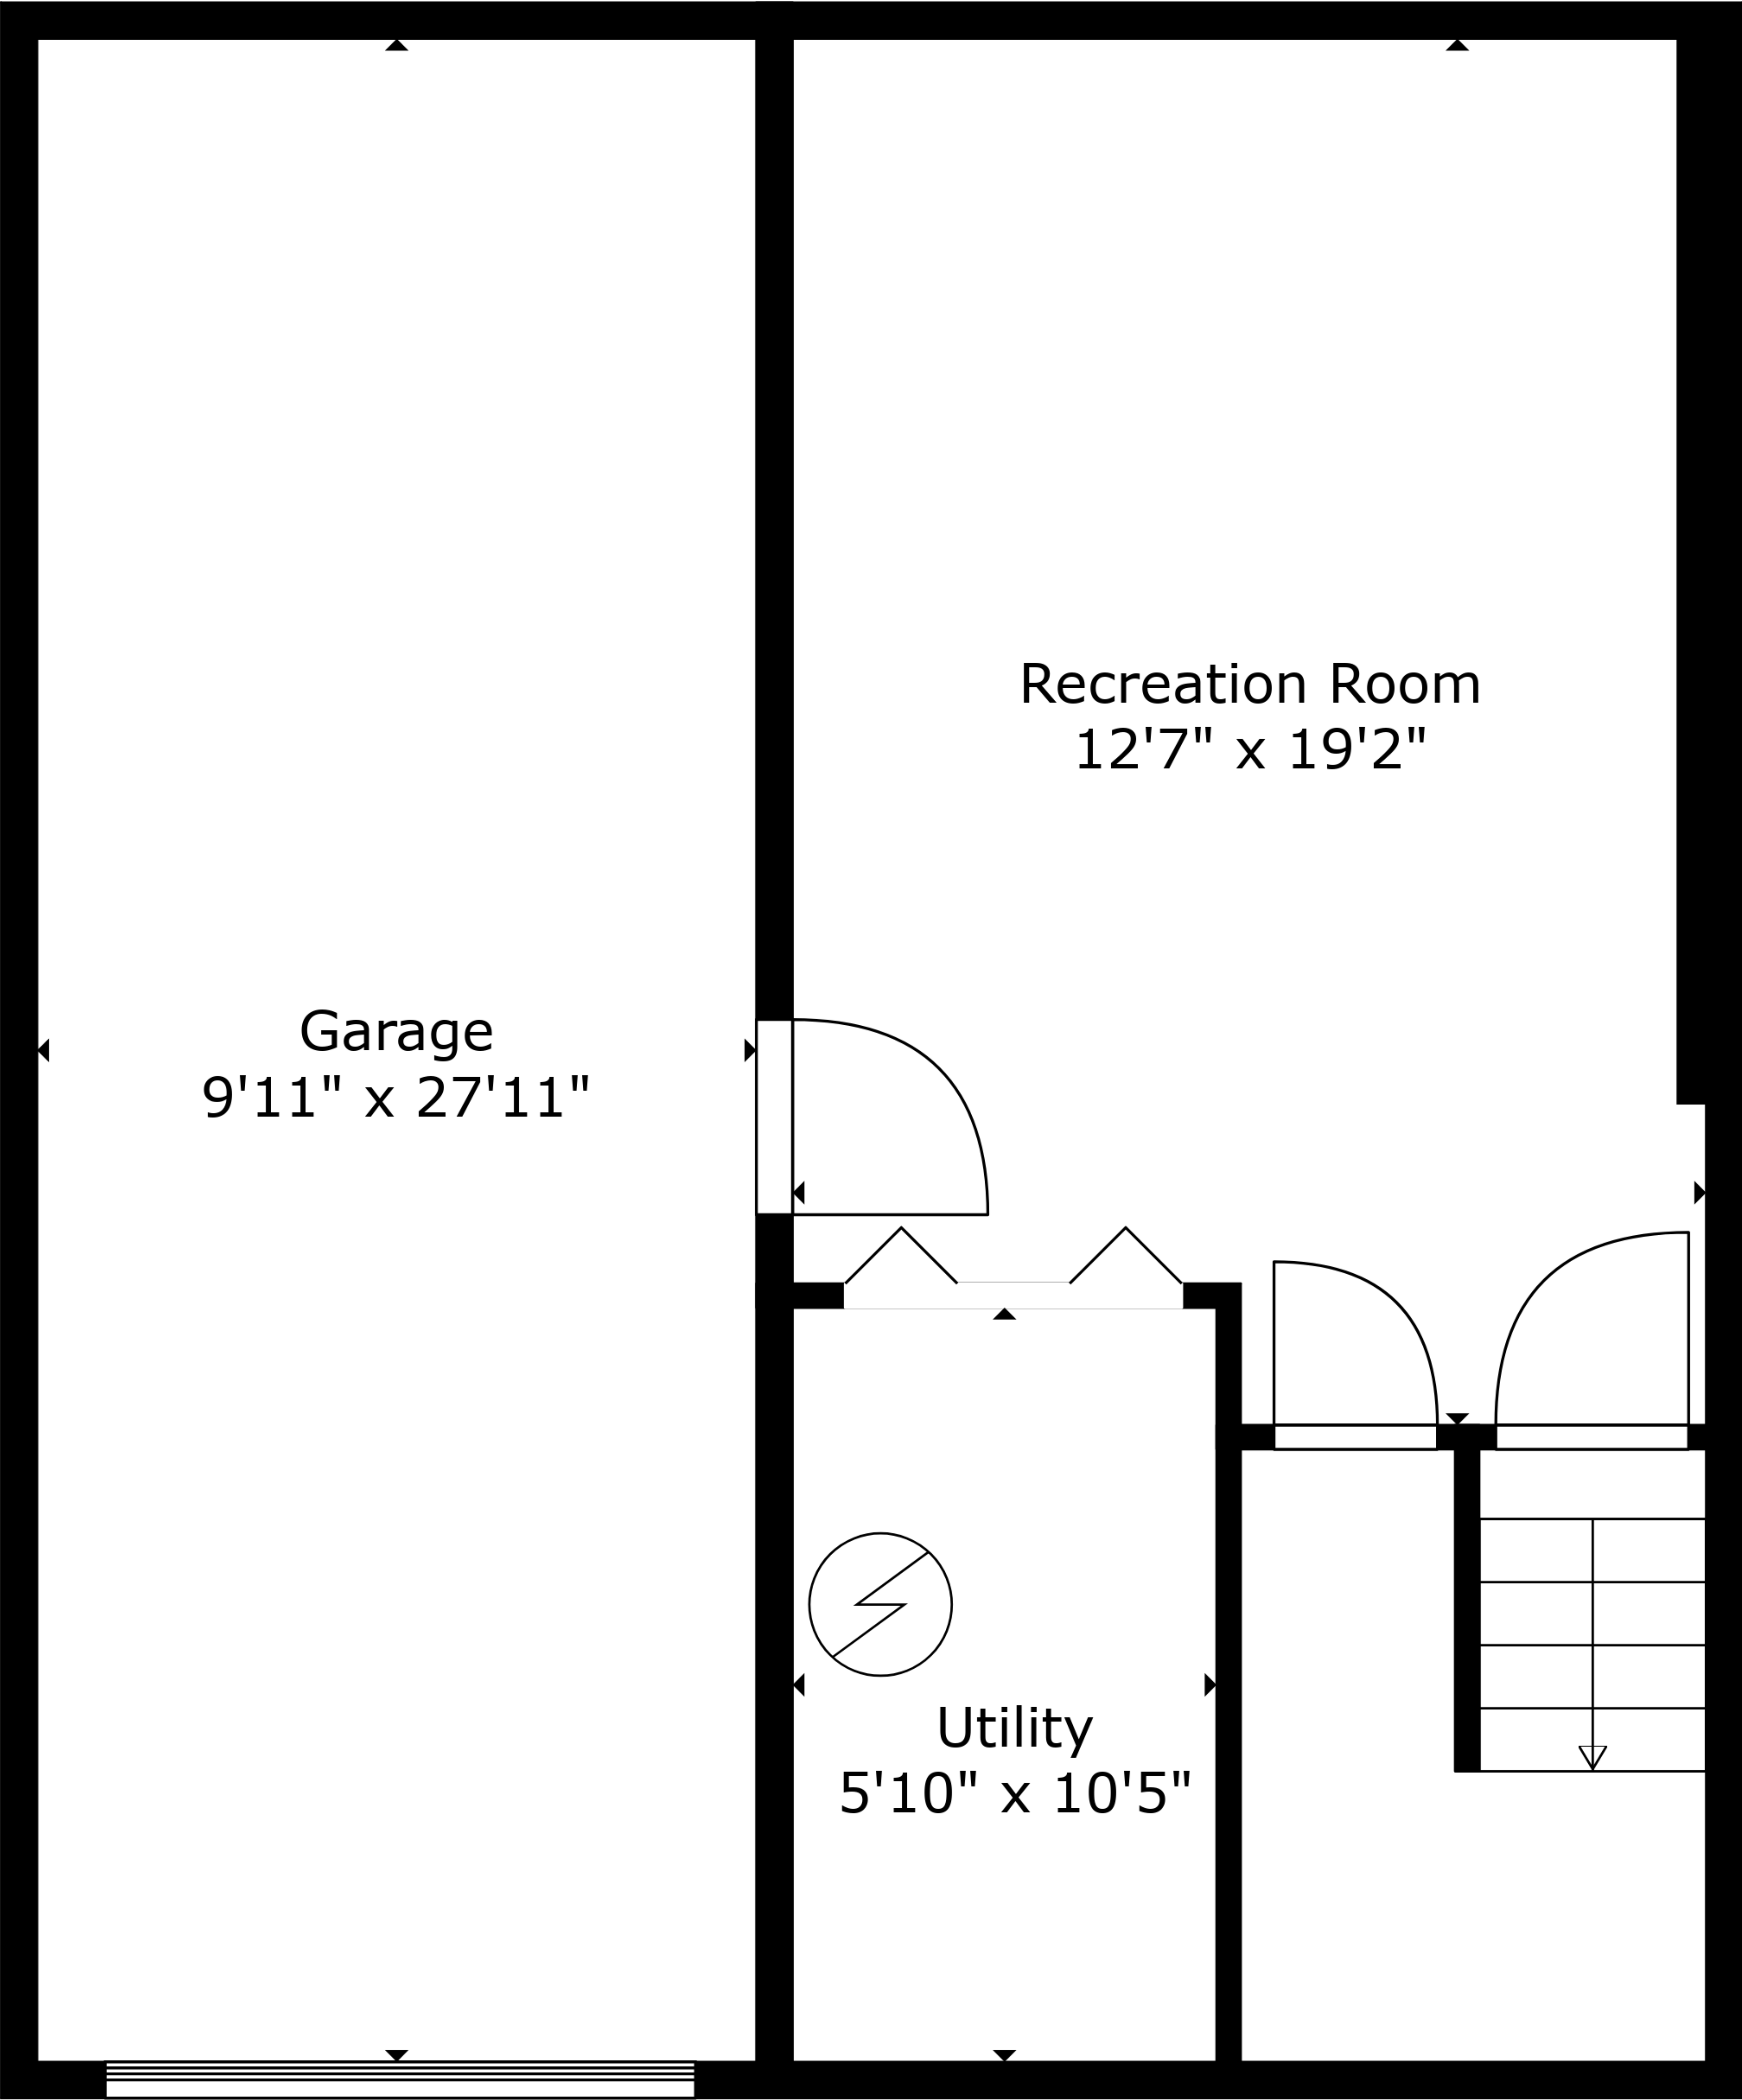 Recreation Room
12'7" x 19'2"
Garage
9'11" x 27'11"
Utility
5'10" x 10'5"